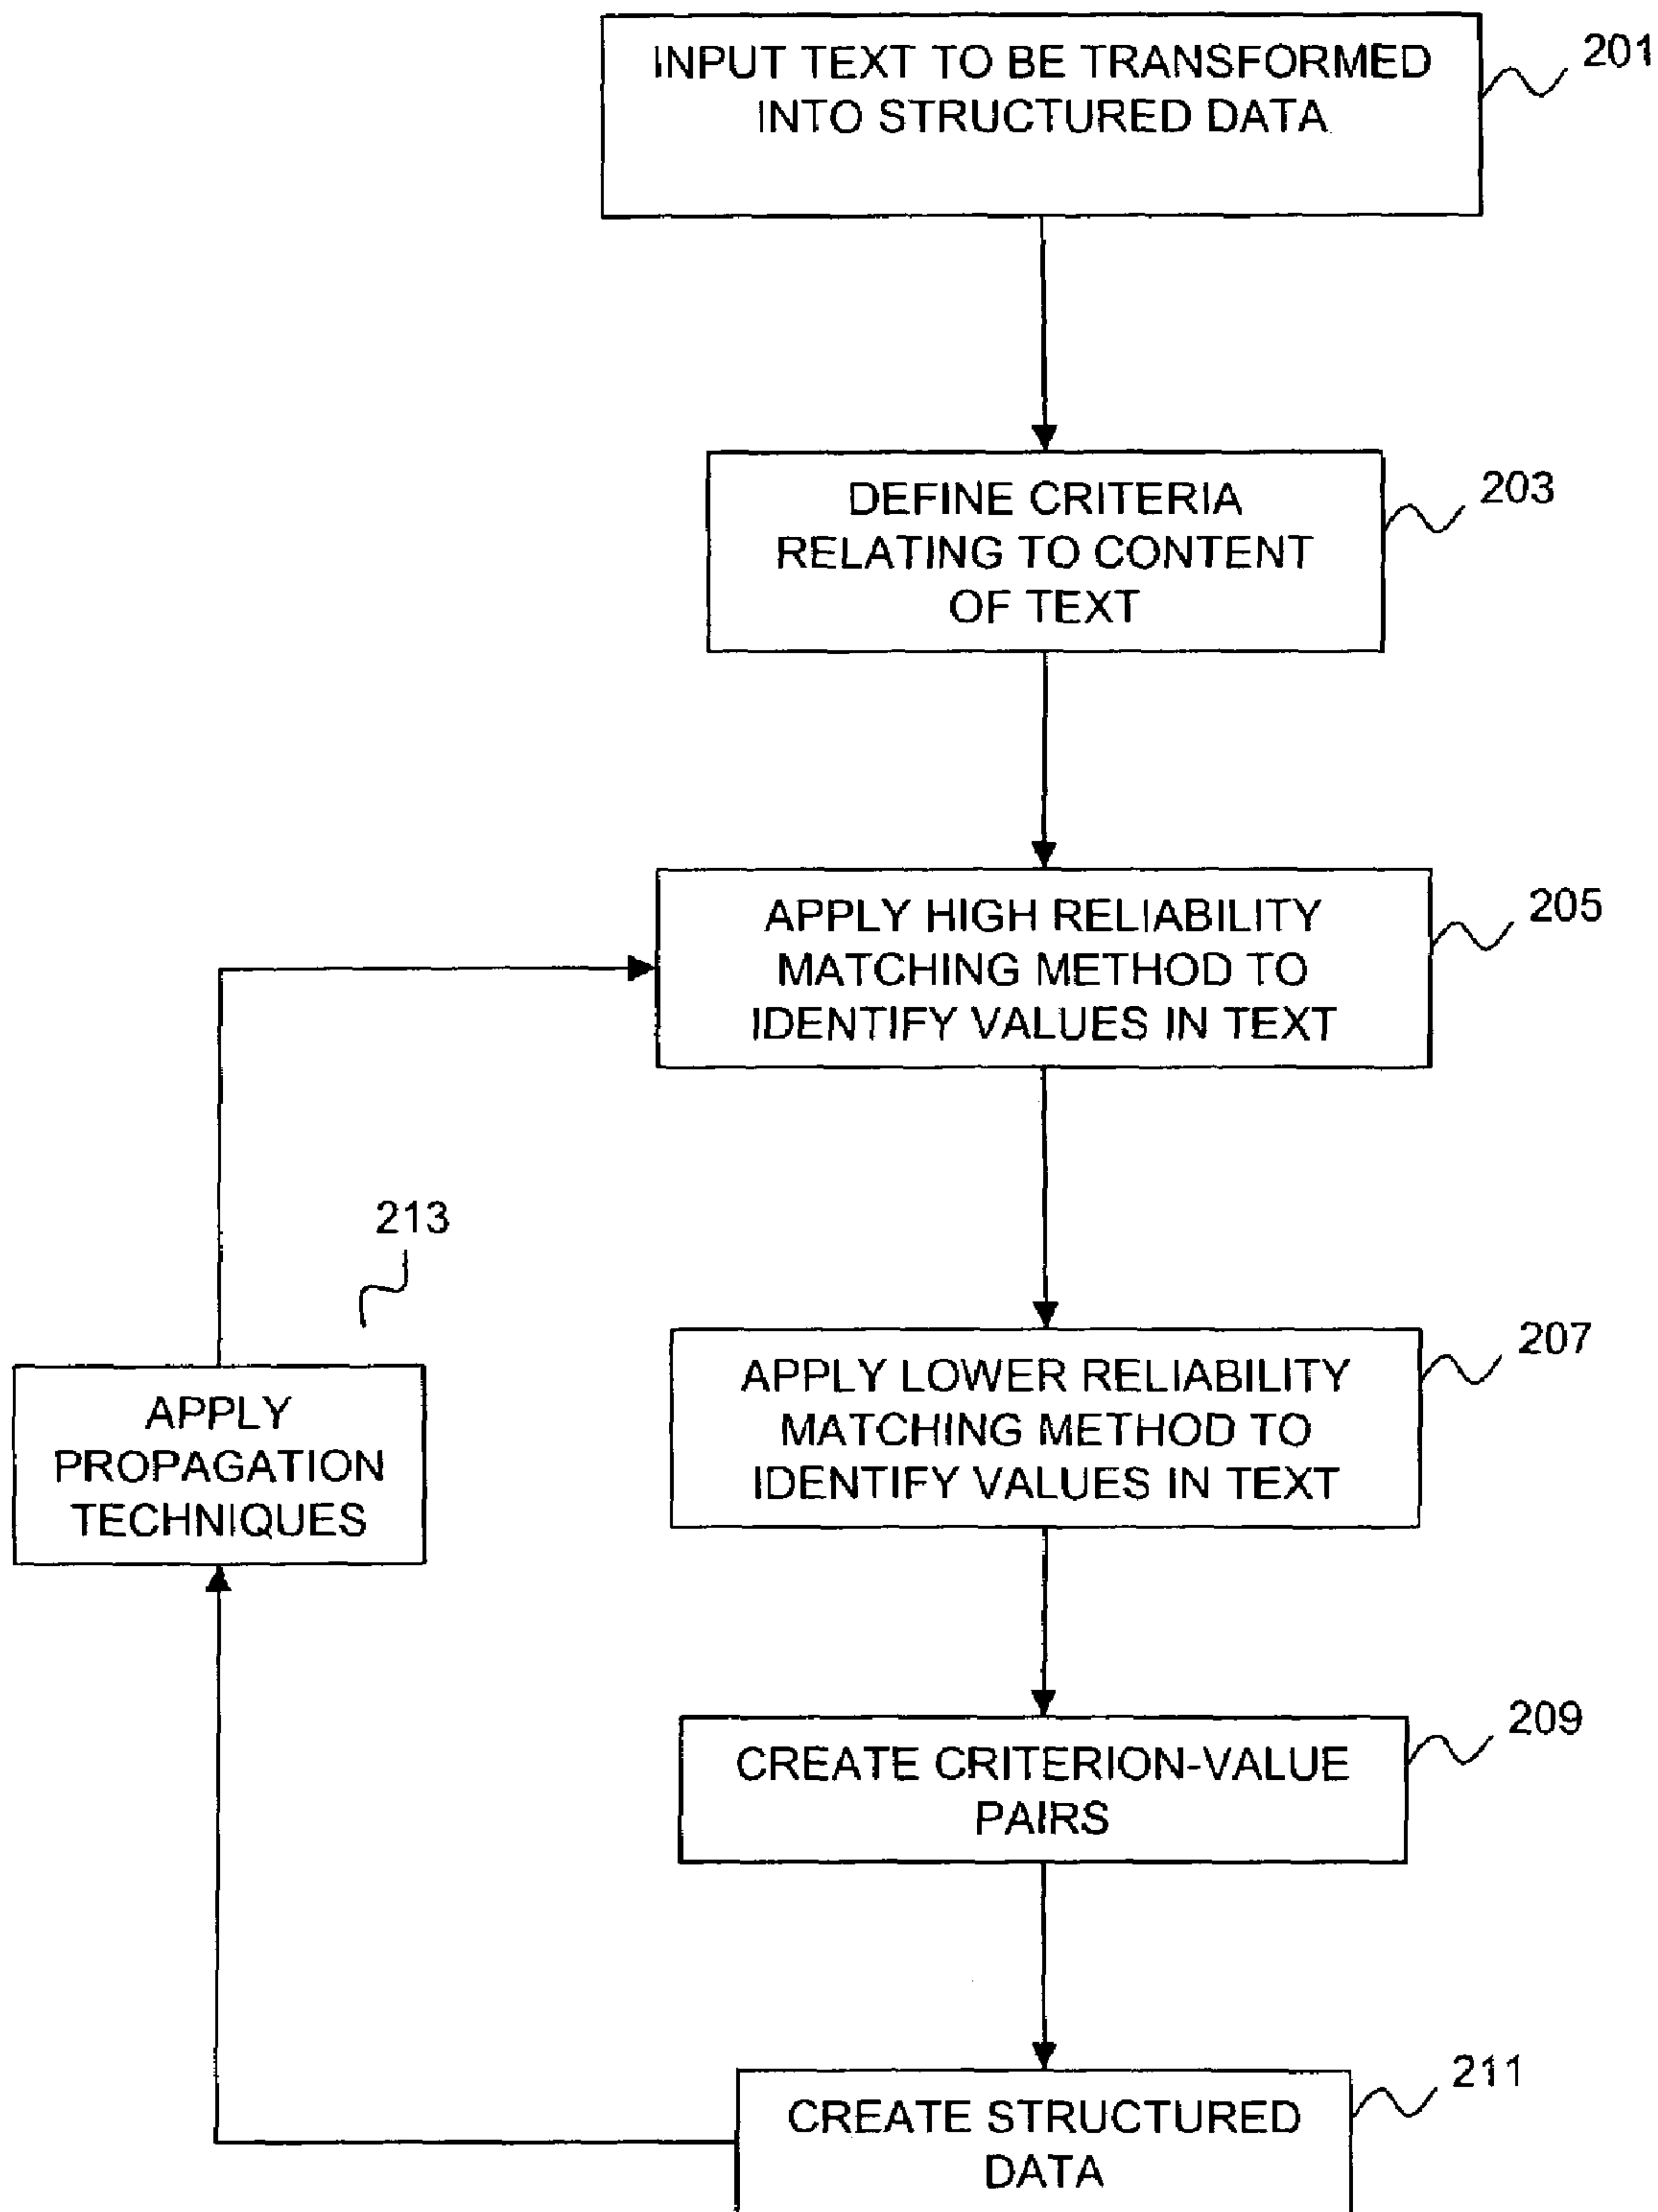 INPUT TEXT TO BE TRANSFORMED
INTO STRUCTURED DATA
201
DEFINE CRITERIA
RELATING TO CONTENT
OF TEXT
203
APPLY HIGH RELIABILITY
MATCHING METHOD TO
IDENTIFY VALUES IN TEXT
205
213
APPLY
PROPAGATION
TECHNIQUES
APPLY LOWER RELIABILITY
MATCHING METHOD TO
IDENTIFY VALUES IN TEXT
207
CREATE CRITERION-VALUE
PAIRS
209
CREATE STRUCTURED
DATA
211